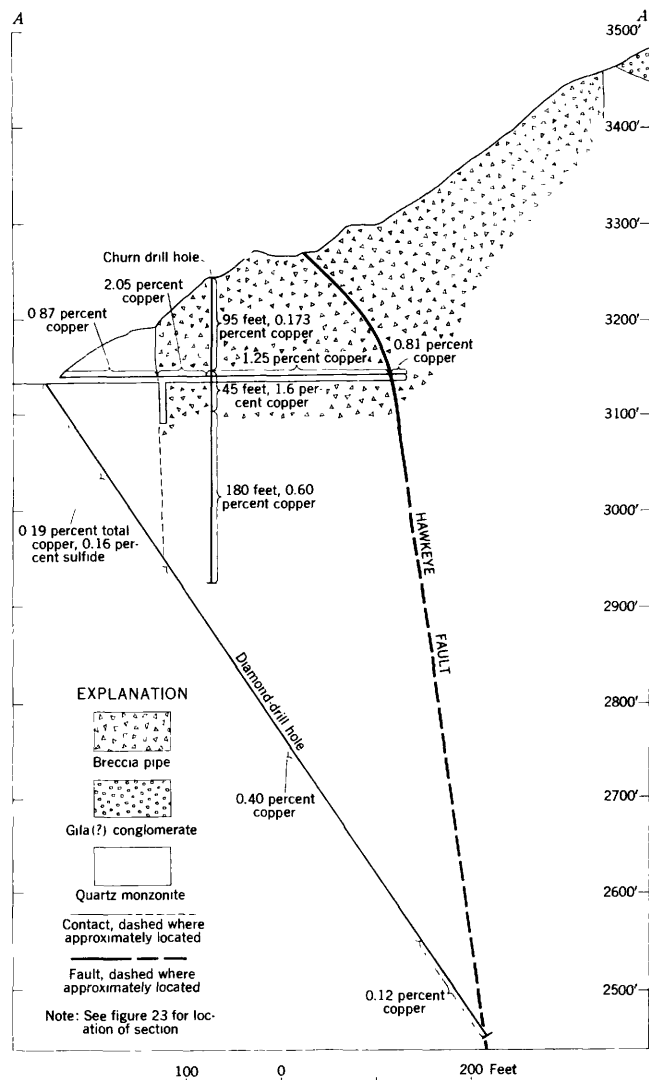 A
A
3500'
3400'
3300'
3200'
3100'
3000'
2900'
2800'
2700'
2600'
2500'
Churn drill hole
2.05 percent
copper
0.87 percent
copper
95 feet, 0.173
percent copper
1.25 percent copper
0.81 percent
copper
45 feet, 1.6 per-
cent copper
180 feet, 0.60
percent copper
0 19 percent total
copper, 0.16 per-
cent sulfide
HAWKEYE
FAULT
Diamond-drill hole
0.40 percent
copper
0.12 percent
copper
EXPLANATION
Breccia pipe
Gila(?) conglomerate
Quartz monzonite
Contact, dashed where
approximately located
Fault, dashed where
approximately located
Note: See figure 23 for loc-
ation of section
100 0 200 Feet